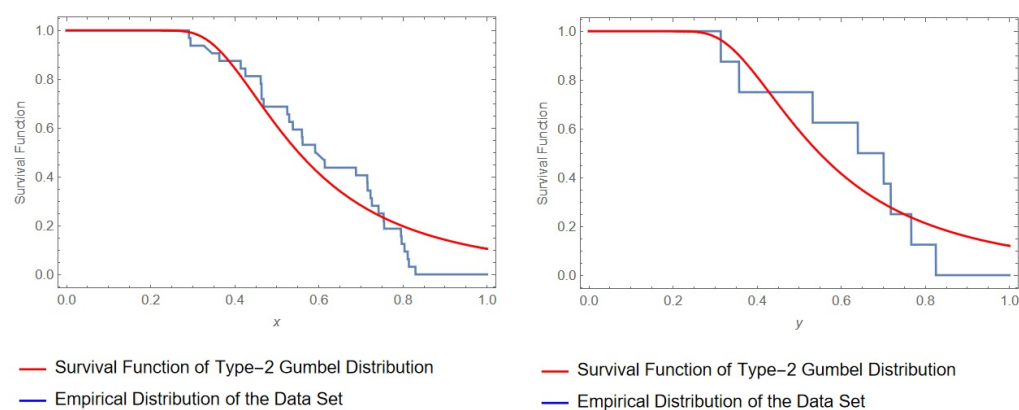 1.0
0.8
0.6
0.4
0.2
0.0
Survival Function
0.0 0.2 0.4 0.6 0.8 1.0
x
Survival Function of Type-2 Gumbel Distribution
Empirical Distribution of the Data Set
1.0
0.8
0.6
0.4
0.2
0.0
Survival Function
0.0 0.2 0.4 0.6 0.8 1.0
y
Survival Function of Type-2 Gumbel Distribution
Empirical Distribution of the Data Set